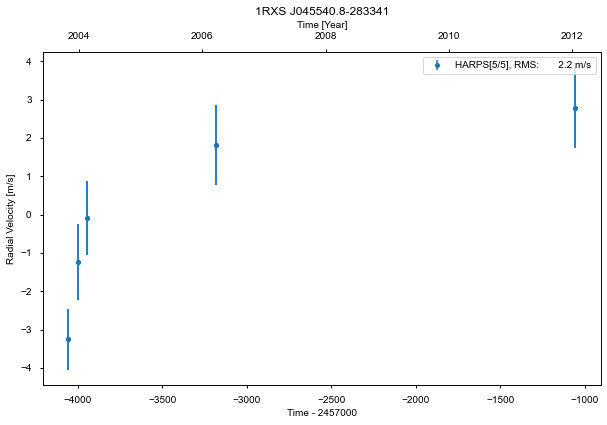 1RXS J045540.8-283341
Time [Year]
2004 2006 2008 2010 2012
HARPS[5/5], RMS: 2.2 m/s
Radial Velocity [m/s]
4
3
2
1
0
−1
−2
−3
−4
−4000 −3500 −3000 −2500 −2000 −1500 −1000
Time - 2457000